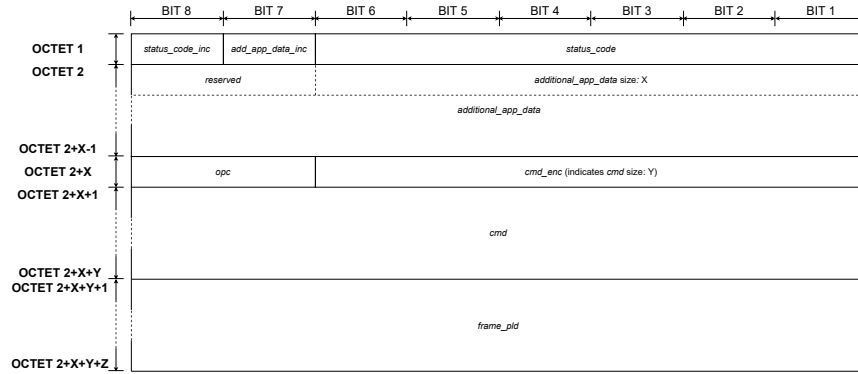 BIT 8 BIT 7 BIT 6 BIT 5 BIT 4 BIT 3 BIT 2 BIT 1
OCTET 1 status_code_inc add_app_data_inc status_code
OCTET 2 reserved additional_app_data size: X
additional_app_data
OCTET 2+X-1
OCTET 2+X opc cmd_enc (indicates cmd size: Y)
OCTET 2+X+1
cmd
OCTET 2+X+Y
OCTET 2+X+Y+1
frame_pld
OCTET 2+X+Y+Z